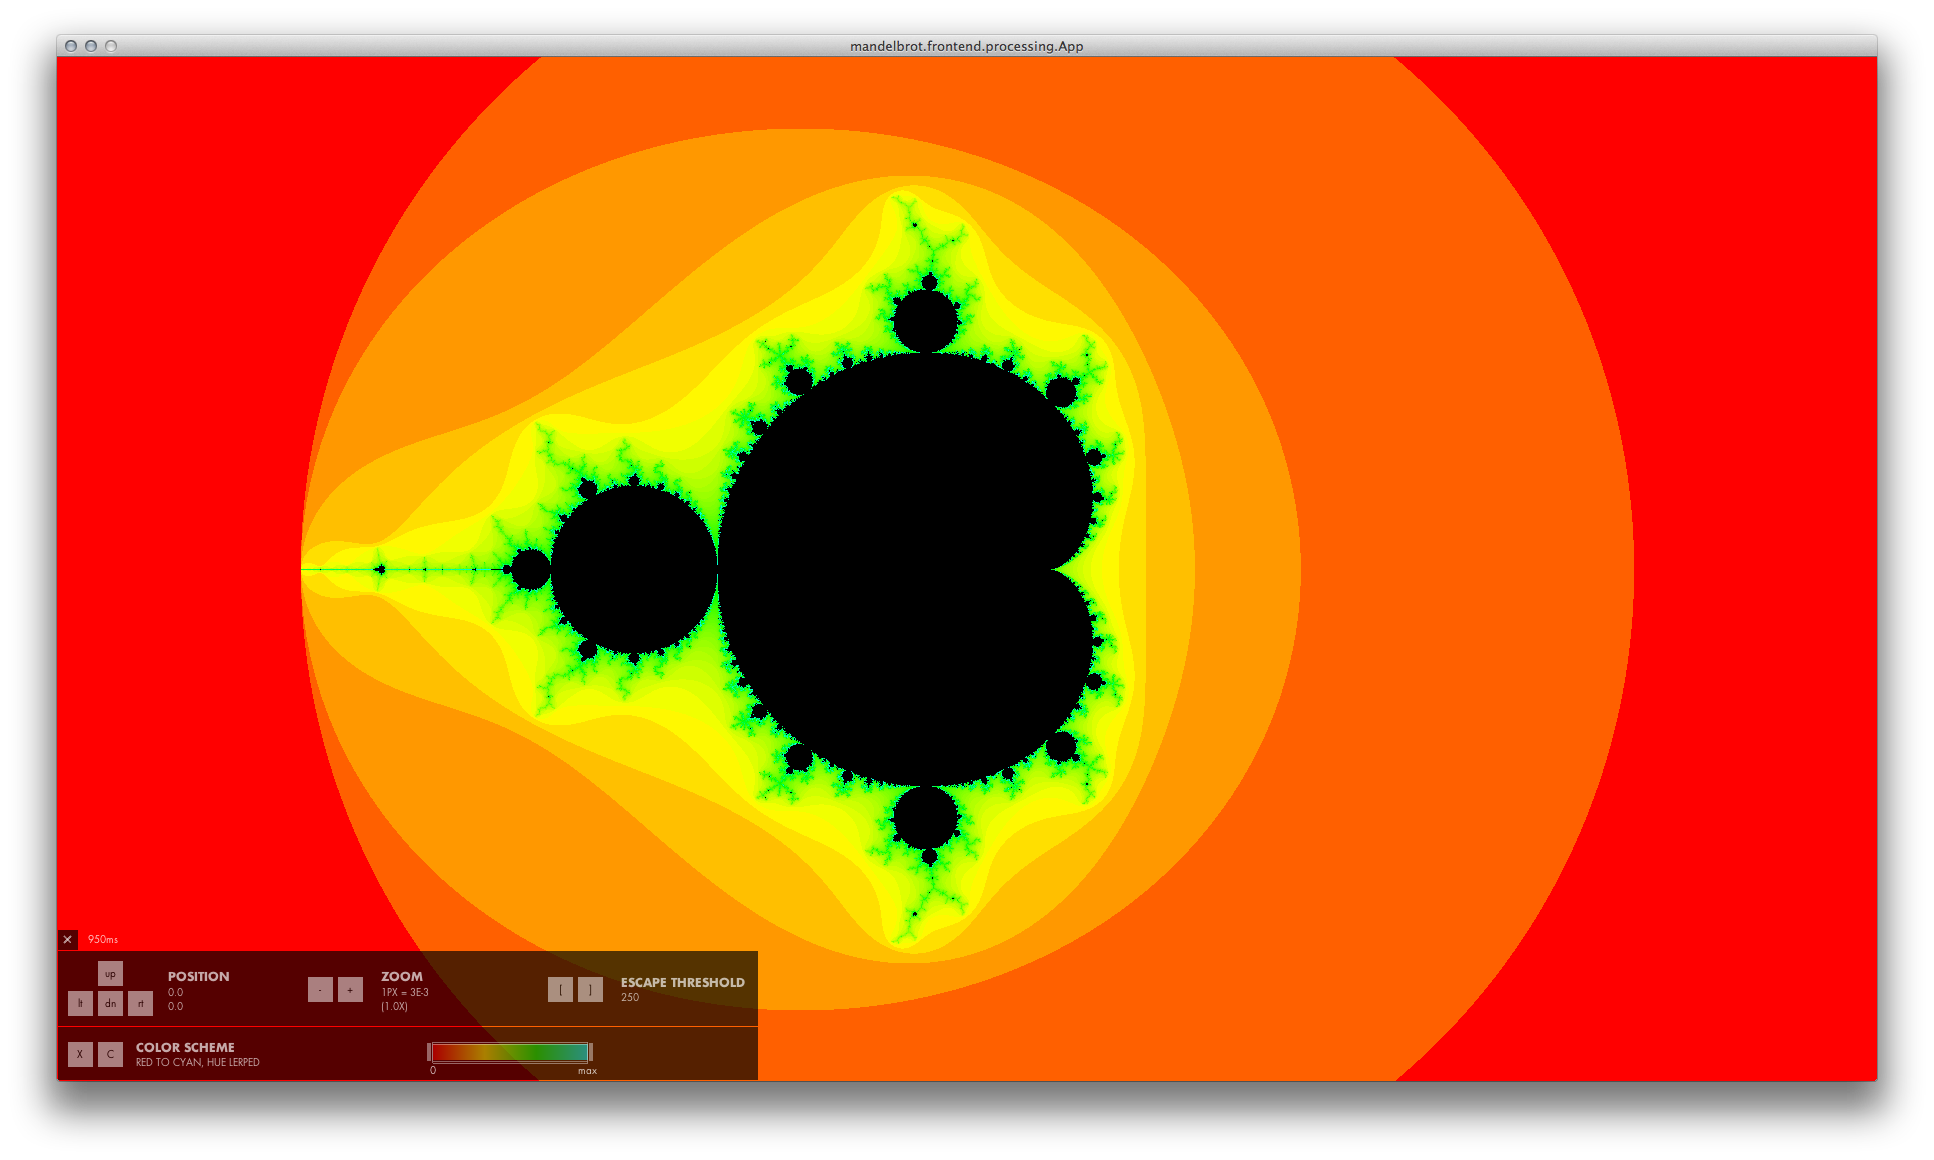 mandelbrot.frontend.processing.App
× 950ms
up
lt dn rt
POSITION
0.0
0.0
- +
ZOOM
1PX = 3E-3
(1.0X)
[ ]
ESCAPE THRESHOLD
250
X C
COLOR SCHEME
RED TO CYAN, HUE LERPED
0 max